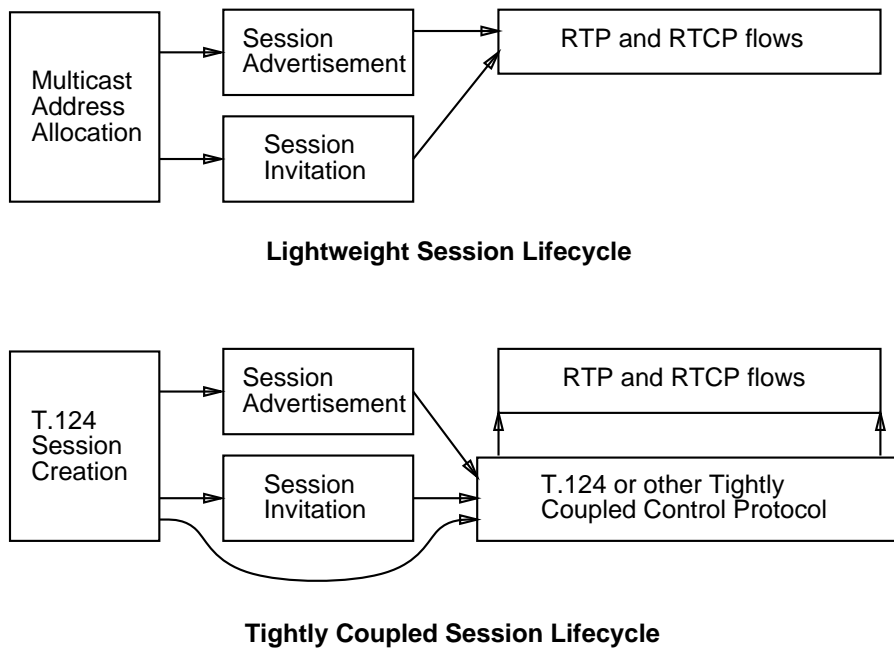 Multicast
Address
Allocation
Session
Advertisement
Session
Invitation
RTP and RTCP flows
Lightweight Session Lifecycle
T.124
Session
Creation
Session
Advertisement
Session
Invitation
RTP and RTCP flows
T.124 or other Tightly
Coupled Control Protocol
Tightly Coupled Session Lifecycle